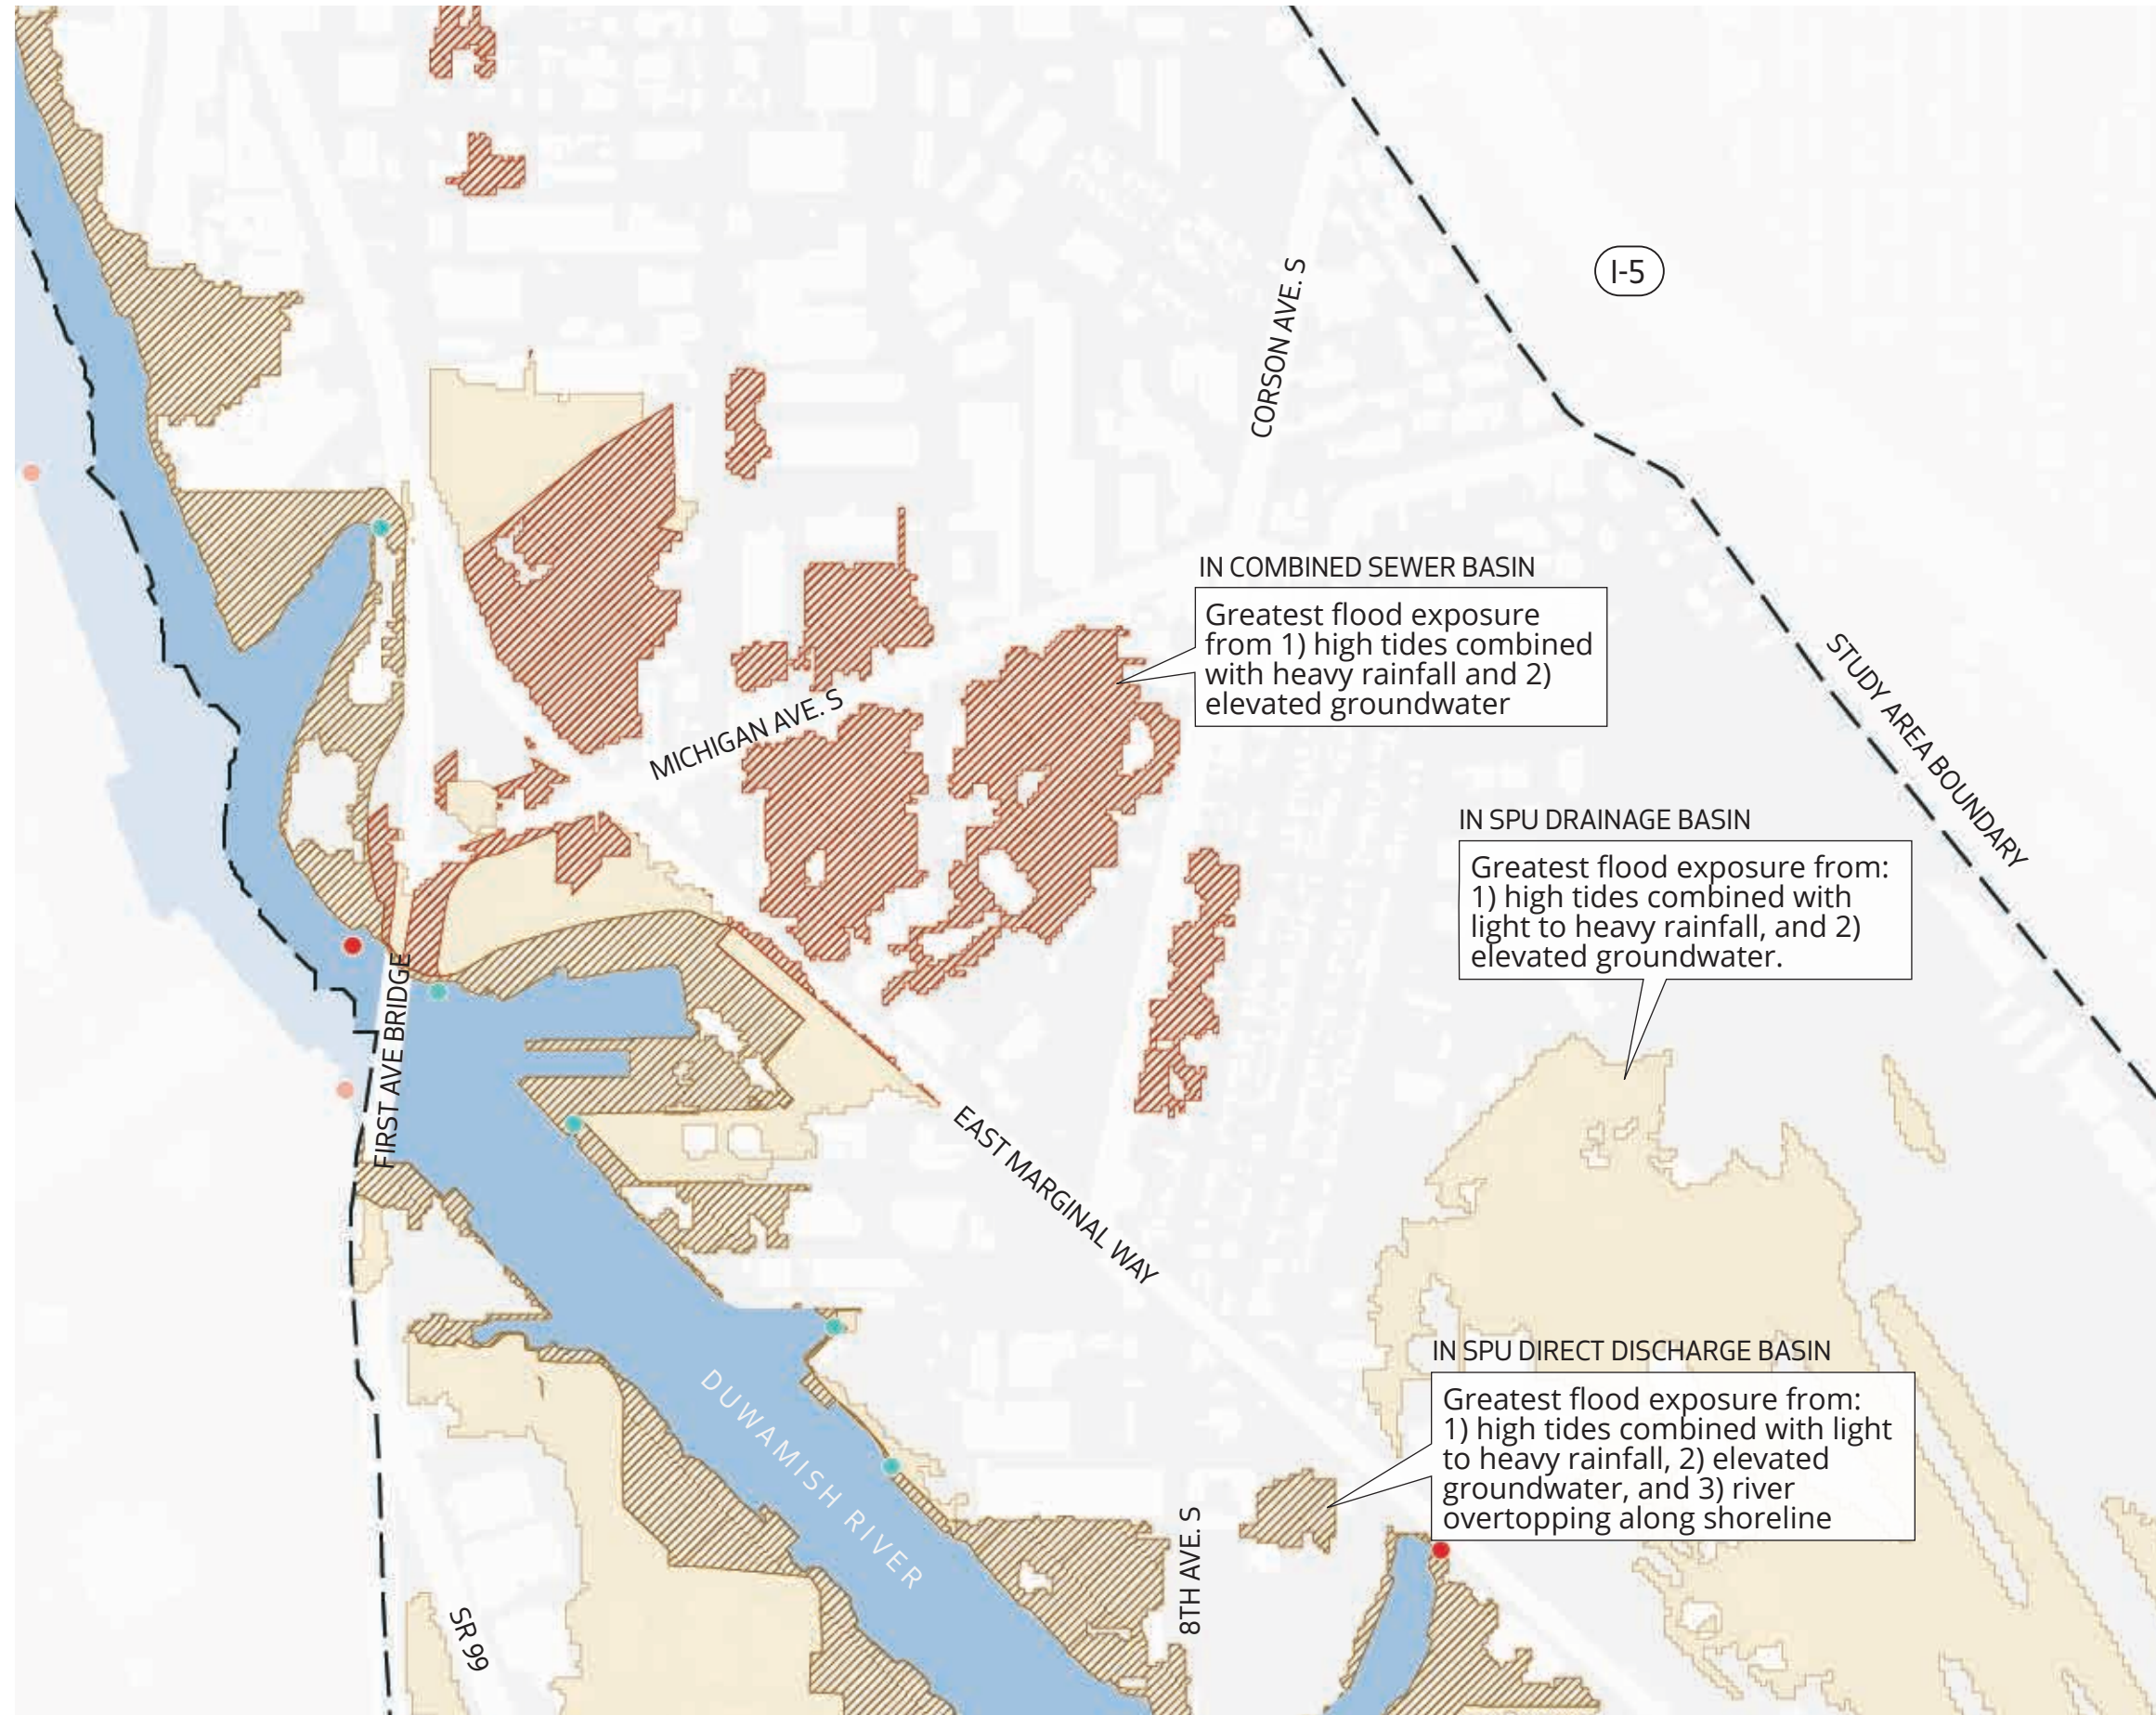 I-5
CORSON AVE. S
IN COMBINED SEWER BASIN
Greatest flood exposure
from 1) high tides combined
with heavy rainfall and 2)
elevated groundwater
STUDY AREA BOUNDARY
MICHIGAN AVE. S
IN SPU DRAINAGE BASIN
Greatest flood exposure from:
1) high tides combined with
light to heavy rainfall, and 2)
elevated groundwater.
FIRST AVE BRIDGE
EAST MARGINAL WAY
IN SPU DIRECT DISCHARGE BASIN
Greatest flood exposure from:
1) high tides combined with light
to heavy rainfall, 2) elevated
groundwater, and 3) river
overtopping along shoreline
DUWAMISH RIVER
8TH AVE. S
SR 99